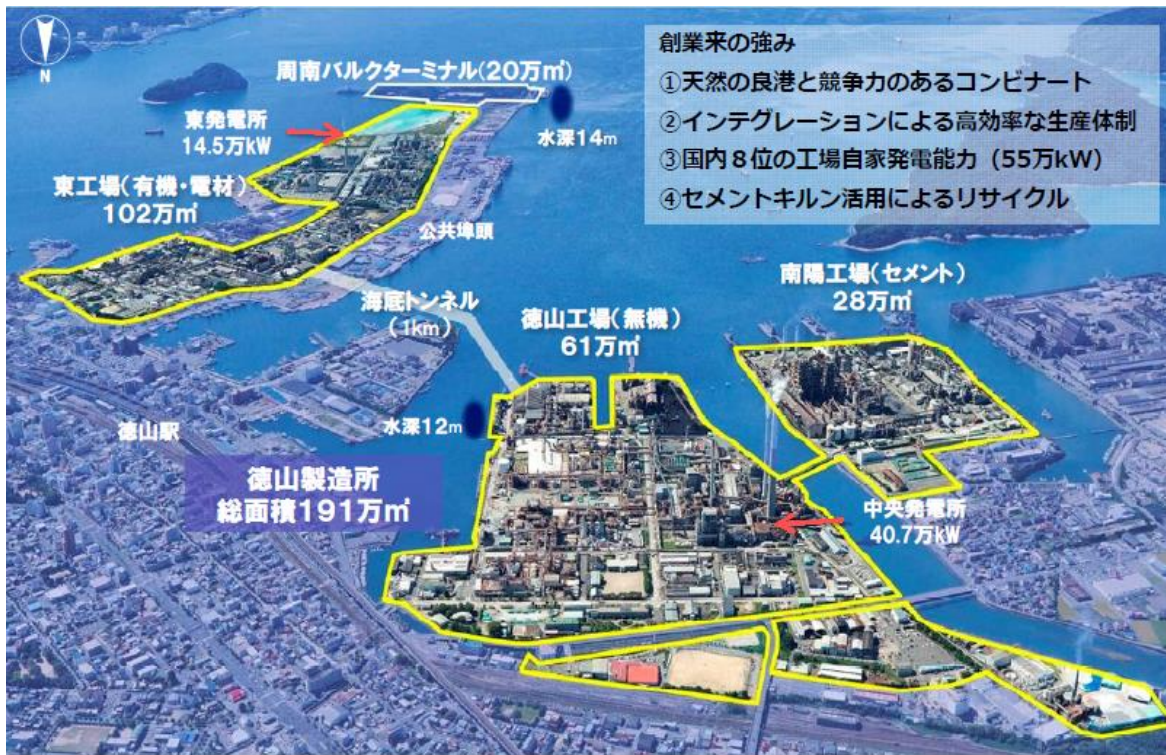 N
周南バルクターミナル(20万㎡)
東発電所
14.5万kW
水深14m
東工場(有機・電材)
102万㎡
公共埠頭
海底トンネル
(1km)
徳山工場(無機)
61万㎡
南陽工場(セメント)
28万㎡
徳山駅
水深12m
徳山製造所
総面積191万㎡
中央発電所
40.7万kW
創業来の強み
①天然の良港と競争力のあるコンビナート
②インテグレーションによる高効率な生産体制
③国内8位の工場自家発電能力(55万kW)
④セメントキルン活用によるリサイクル